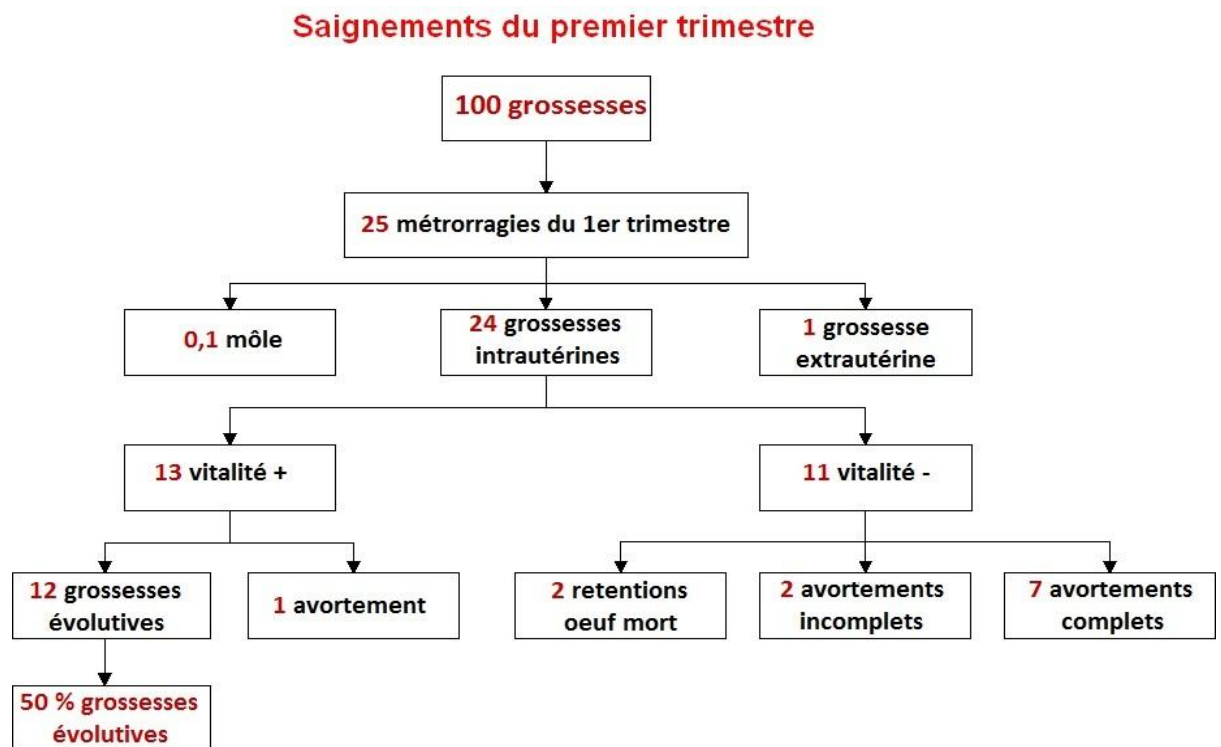 Saignements du premier trimestre
100 grossesses
25 métrorragies du 1er trimestre
0,1 môle
24 grossesses
intrautérines
1 grossesse
extrautérine
13 vitalité +
11 vitalité -
12 grossesses
évolutives
1 avortement
2 retentions
oeuf mort
2 avortements
incomplets
7 avortements
complets
50 % grossesses
évolutives